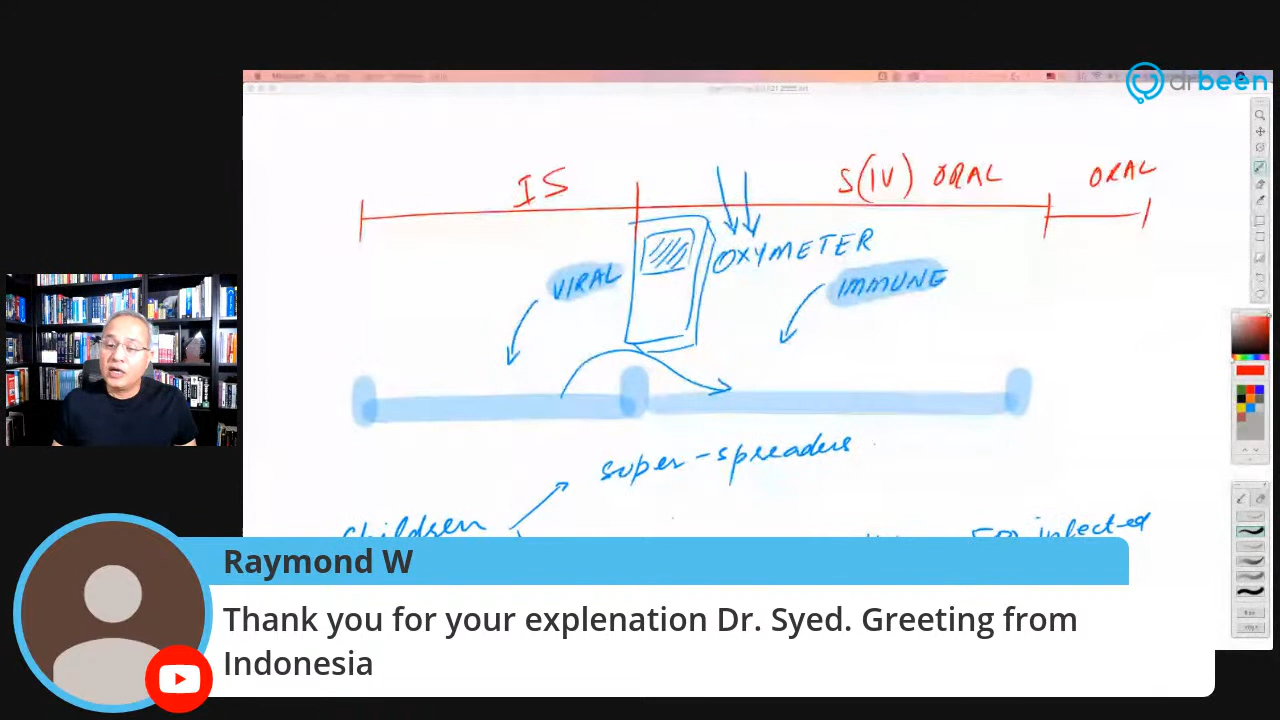 drbeen
IS
S(IV) ORAL
ORAL
OXYMETER
VIRAL
IMMUNE
super-spreaders
children
50% infected
Raymond W
Thank you for your explenation Dr. Syed. Greeting from
Indonesia